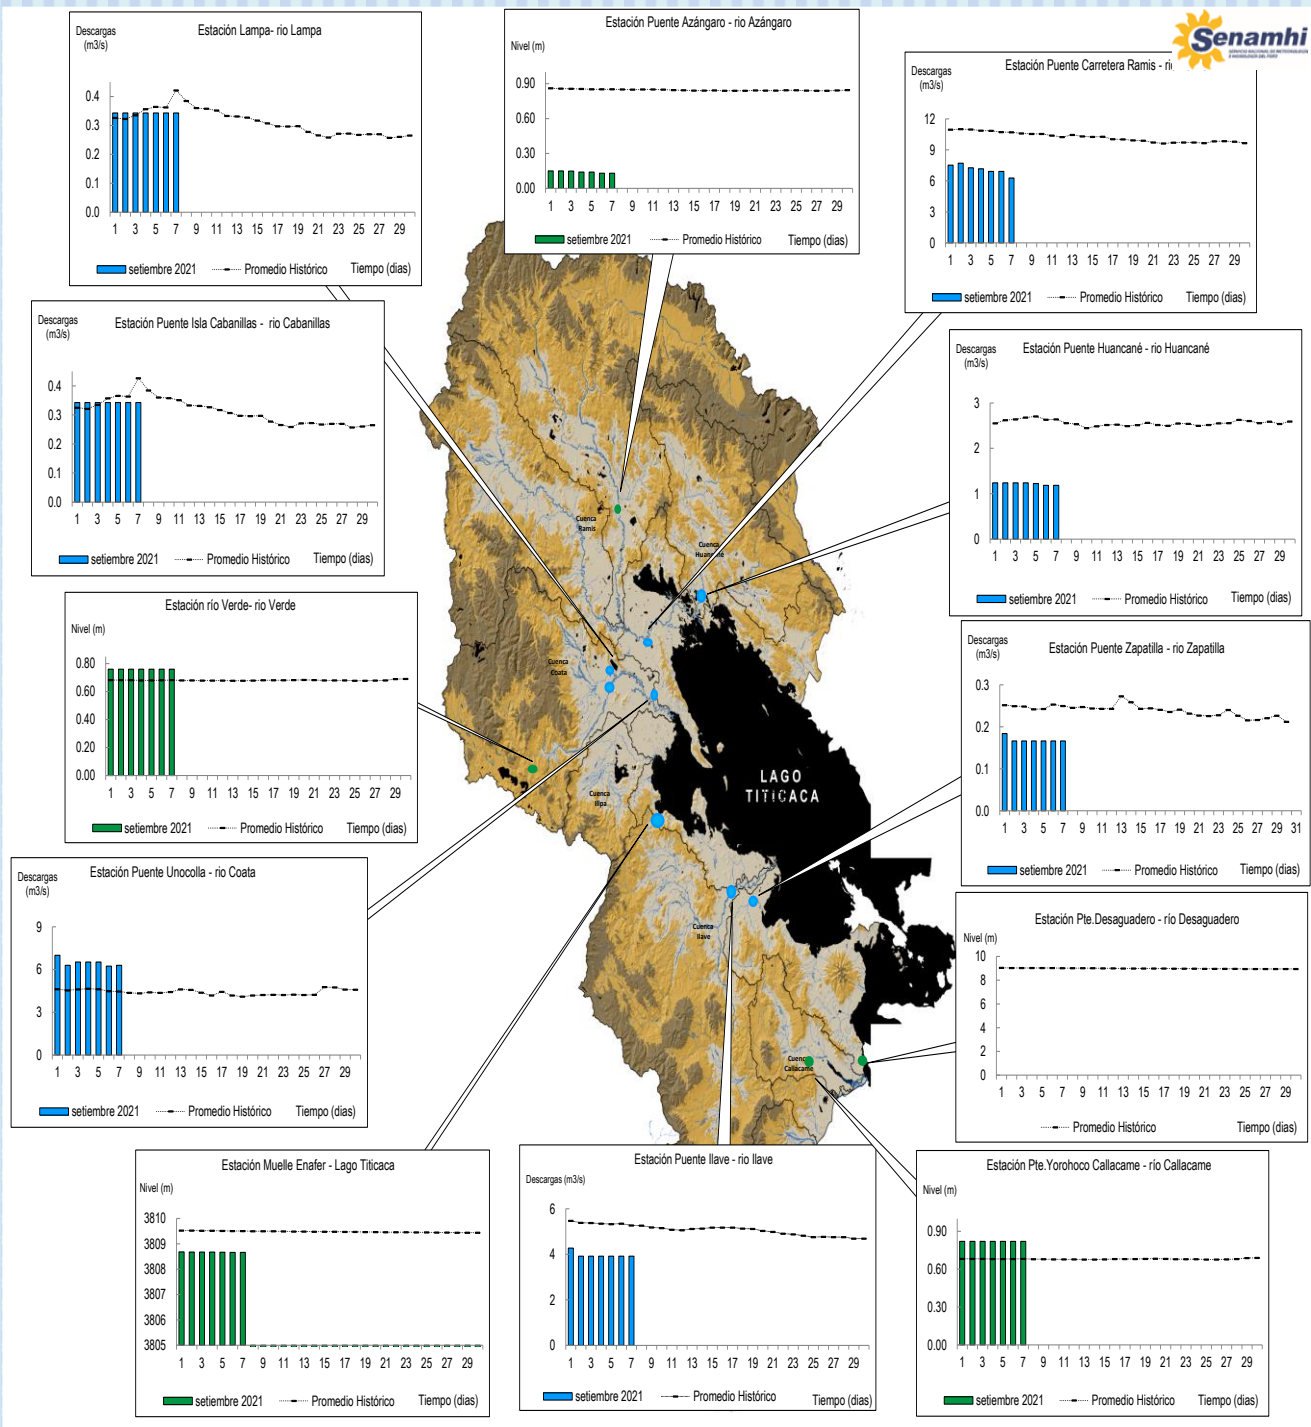 Senamhi
SERVICIO NACIONAL DE METEOROLOGÍA
E HIDROLOGÍA DEL PERÚ
Estación Lampa- rio Lampa
Descargas
(m3/s)
0.4
0.3
0.2
0.1
0.0
1 3 5 7 9 11 13 15 17 19 21 23 25 27 29
setiembre 2021 Promedio Histórico Tiempo (dias)
Estación Puente Azángaro - rio Azángaro
Nivel (m)
0.90
0.60
0.30
0.00
1 3 5 7 9 11 13 15 17 19 21 23 25 27 29
setiembre 2021 Promedio Histórico Tiempo (dias)
Estación Puente Carretera Ramis - rio
Descargas
(m3/s)
12
9
6
3
0
1 3 5 7 9 11 13 15 17 19 21 23 25 27 29
setiembre 2021 Promedio Histórico Tiempo (dias)
Estación Puente Isla Cabanillas - rio Cabanillas
Descargas
(m3/s)
0.4
0.3
0.2
0.1
0.0
1 3 5 7 9 11 13 15 17 19 21 23 25 27 29
setiembre 2021 Promedio Histórico Tiempo (dias)
Estación Puente Huancané - rio Huancané
Descargas
(m3/s)
3
2
1
0
1 3 5 7 9 11 13 15 17 19 21 23 25 27 29
setiembre 2021 Promedio Histórico Tiempo (dias)
Estación río Verde- rio Verde
Nivel (m)
0.80
0.60
0.40
0.20
0.00
1 3 5 7 9 11 13 15 17 19 21 23 25 27 29
setiembre 2021 Promedio Histórico Tiempo (dias)
Estación Puente Zapatilla - rio Zapatilla
Descargas
(m3/s)
0.3
0.2
0.1
0.0
1 3 5 7 9 11 13 15 17 19 21 23 25 27 29 31
setiembre 2021 Promedio Histórico Tiempo (dias)
Cuenca
Ramis
Cuenca
Huancané
Cuenca
Coata
Cuenca
Illpa
LAGO
TITICACA
Cuenca
Ilave
Cuenca
Callacame
Estación Puente Unocolla - rio Coata
Descargas
(m3/s)
9
6
3
0
1 3 5 7 9 11 13 15 17 19 21 23 25 27 29
setiembre 2021 Promedio Histórico Tiempo (dias)
Estación Pte.Desaguadero - río Desaguadero
Nivel (m)
10
8
6
4
2
0
1 3 5 7 9 11 13 15 17 19 21 23 25 27 29
Promedio Histórico Tiempo (dias)
Estación Muelle Enafer - Lago Titicaca
Nivel (m)
3810
3809
3808
3807
3806
3805
1 3 5 7 9 11 13 15 17 19 21 23 25 27 29
setiembre 2021 Promedio Histórico Tiempo (dias)
Estación Puente Ilave - rio Ilave
Descargas (m3/s)
6
4
2
0
1 3 5 7 9 11 13 15 17 19 21 23 25 27 29
setiembre 2021 Promedio Histórico Tiempo (dias)
Estación Pte.Yorohoco Callacame - río Callacame
Nivel (m)
0.90
0.60
0.30
0.00
1 3 5 7 9 11 13 15 17 19 21 23 25 27 29
setiembre 2021 Promedio Histórico Tiempo (dias)